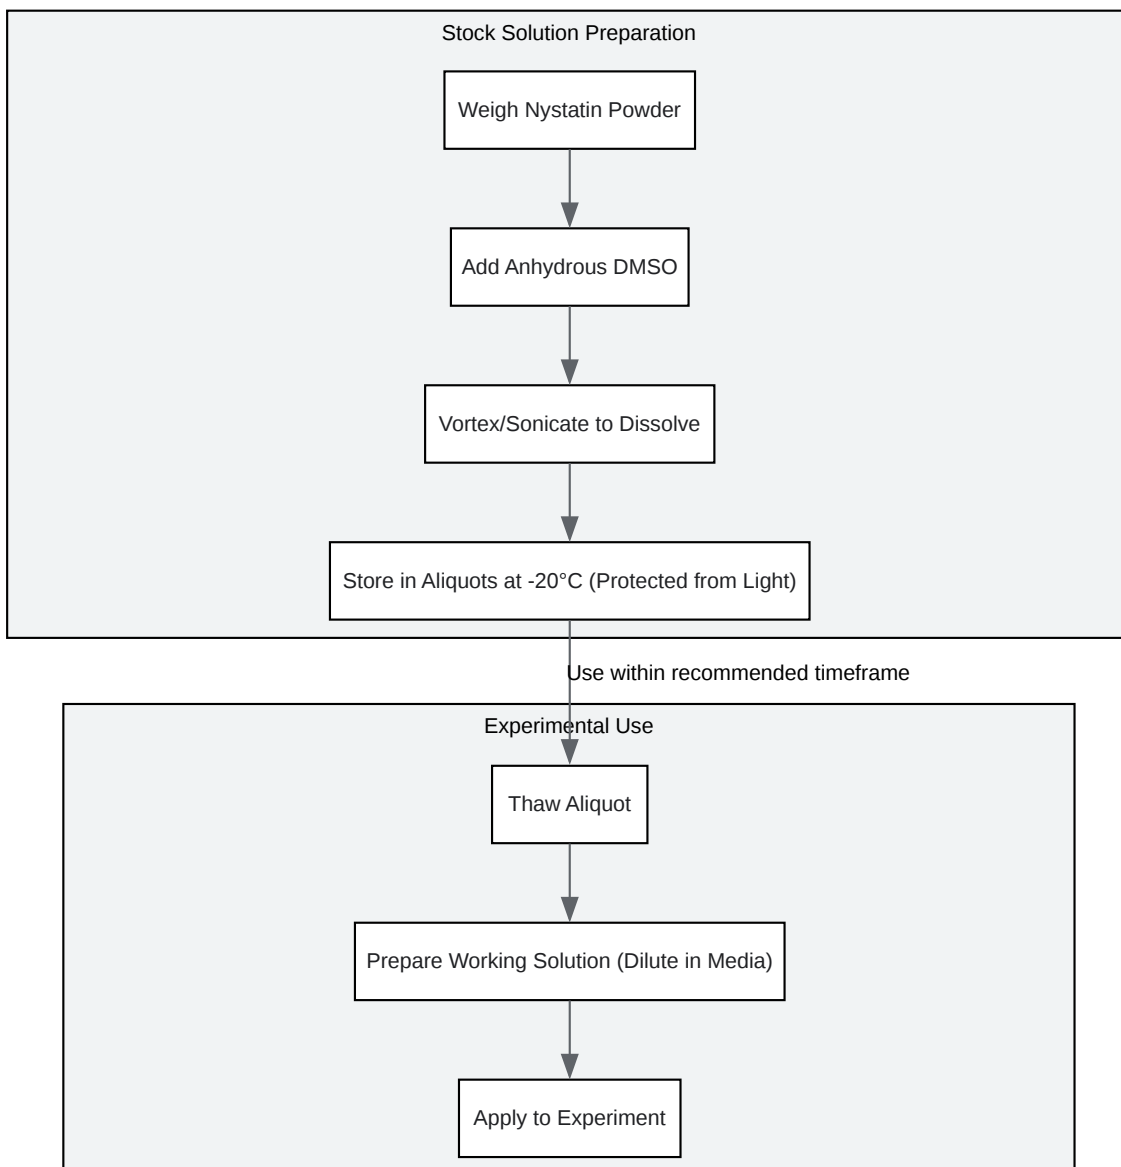 Stock Solution Preparation
Weigh Nystatin Powder
Add Anhydrous DMSO
Vortex/Sonicate to Dissolve
Store in Aliquots at -20°C (Protected from Light)
Use within recommended timeframe
Experimental Use
Thaw Aliquot
Prepare Working Solution (Dilute in Media)
Apply to Experiment